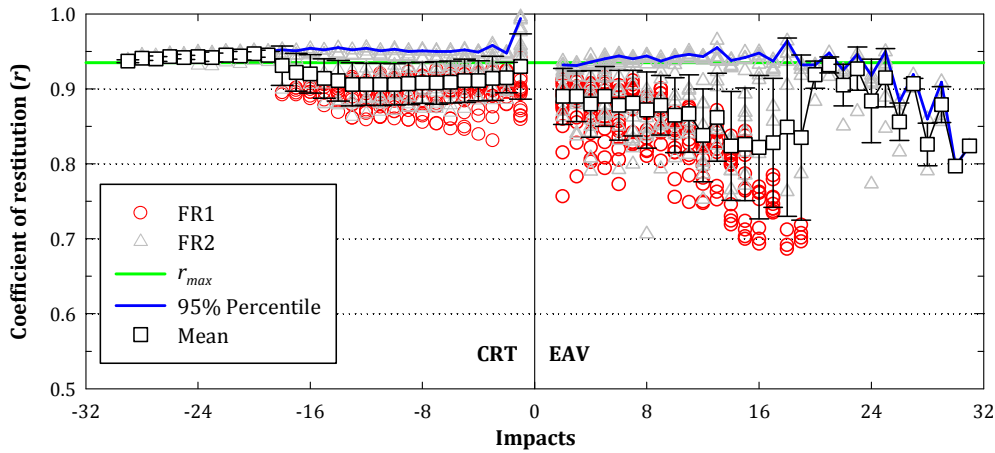 Coefficient of restitution (r)
1.0
0.9
0.8
0.7
0.6
0.5
FR1
FR2
rmax
95% Percentile
Mean
CRT
EAV
-32
-24
-16
-8
0
8
16
24
32
Impacts